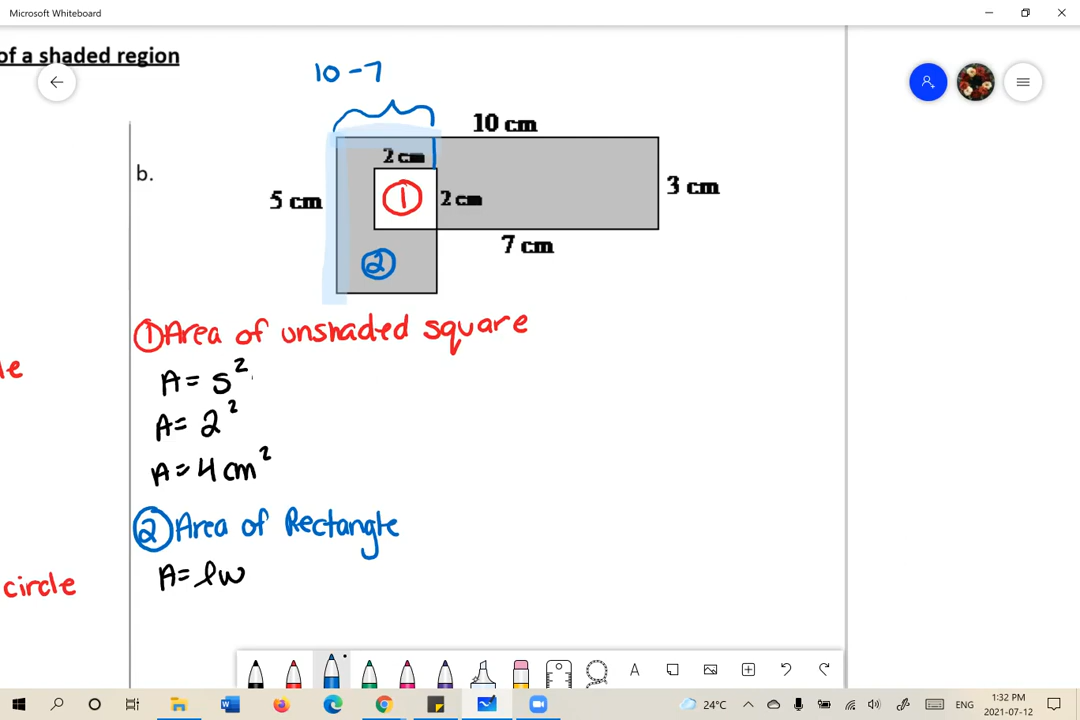 Microsoft Whiteboard
of a shaded region
10 - 7
10 cm
b.
2 cm
5 cm
1
2 cm
3 cm
7 cm
2
① Area of unshaded square
le
A = s²
A = 2²
A = 4 cm²
② Area of Rectangle
circle
A = lw
A
24°C
ENG
1:32 PM
2021-07-12